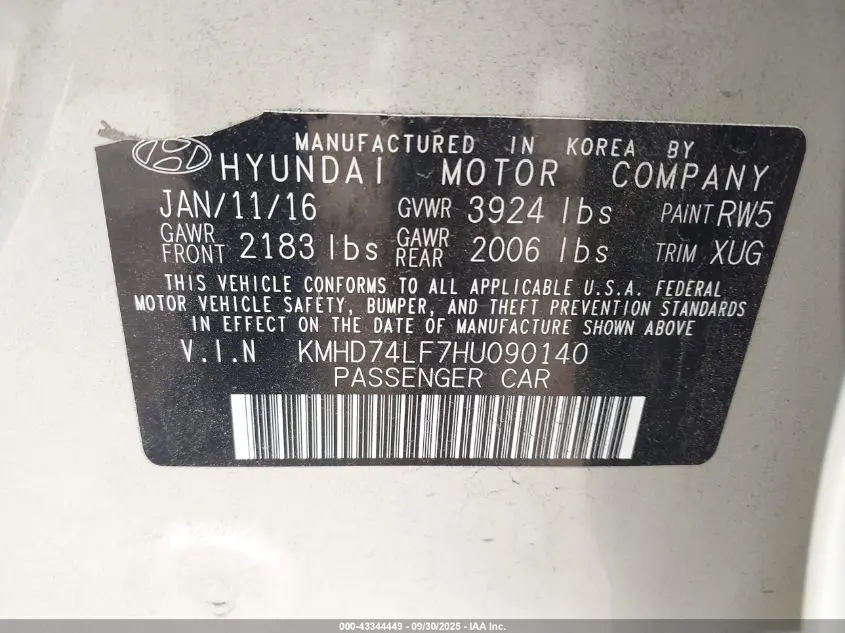 MANUFACTURED IN KOREA BY
HYUNDAI MOTOR COMPANY
JAN/11/16 GVWR 3924 lbs PAINT RW5
GAWR FRONT 2183 lbs GAWR REAR 2006 lbs TRIM XUG
THIS VEHICLE CONFORMS TO ALL APPLICABLE U.S.A. FEDERAL
MOTOR VEHICLE SAFETY, BUMPER, AND THEFT PREVENTION STANDARDS
IN EFFECT ON THE DATE OF MANUFACTURE SHOWN ABOVE
V.I.N KMHD74LF7HU090140
PASSENGER CAR
000-43344449 - 09/30/2025 - IAA Inc.